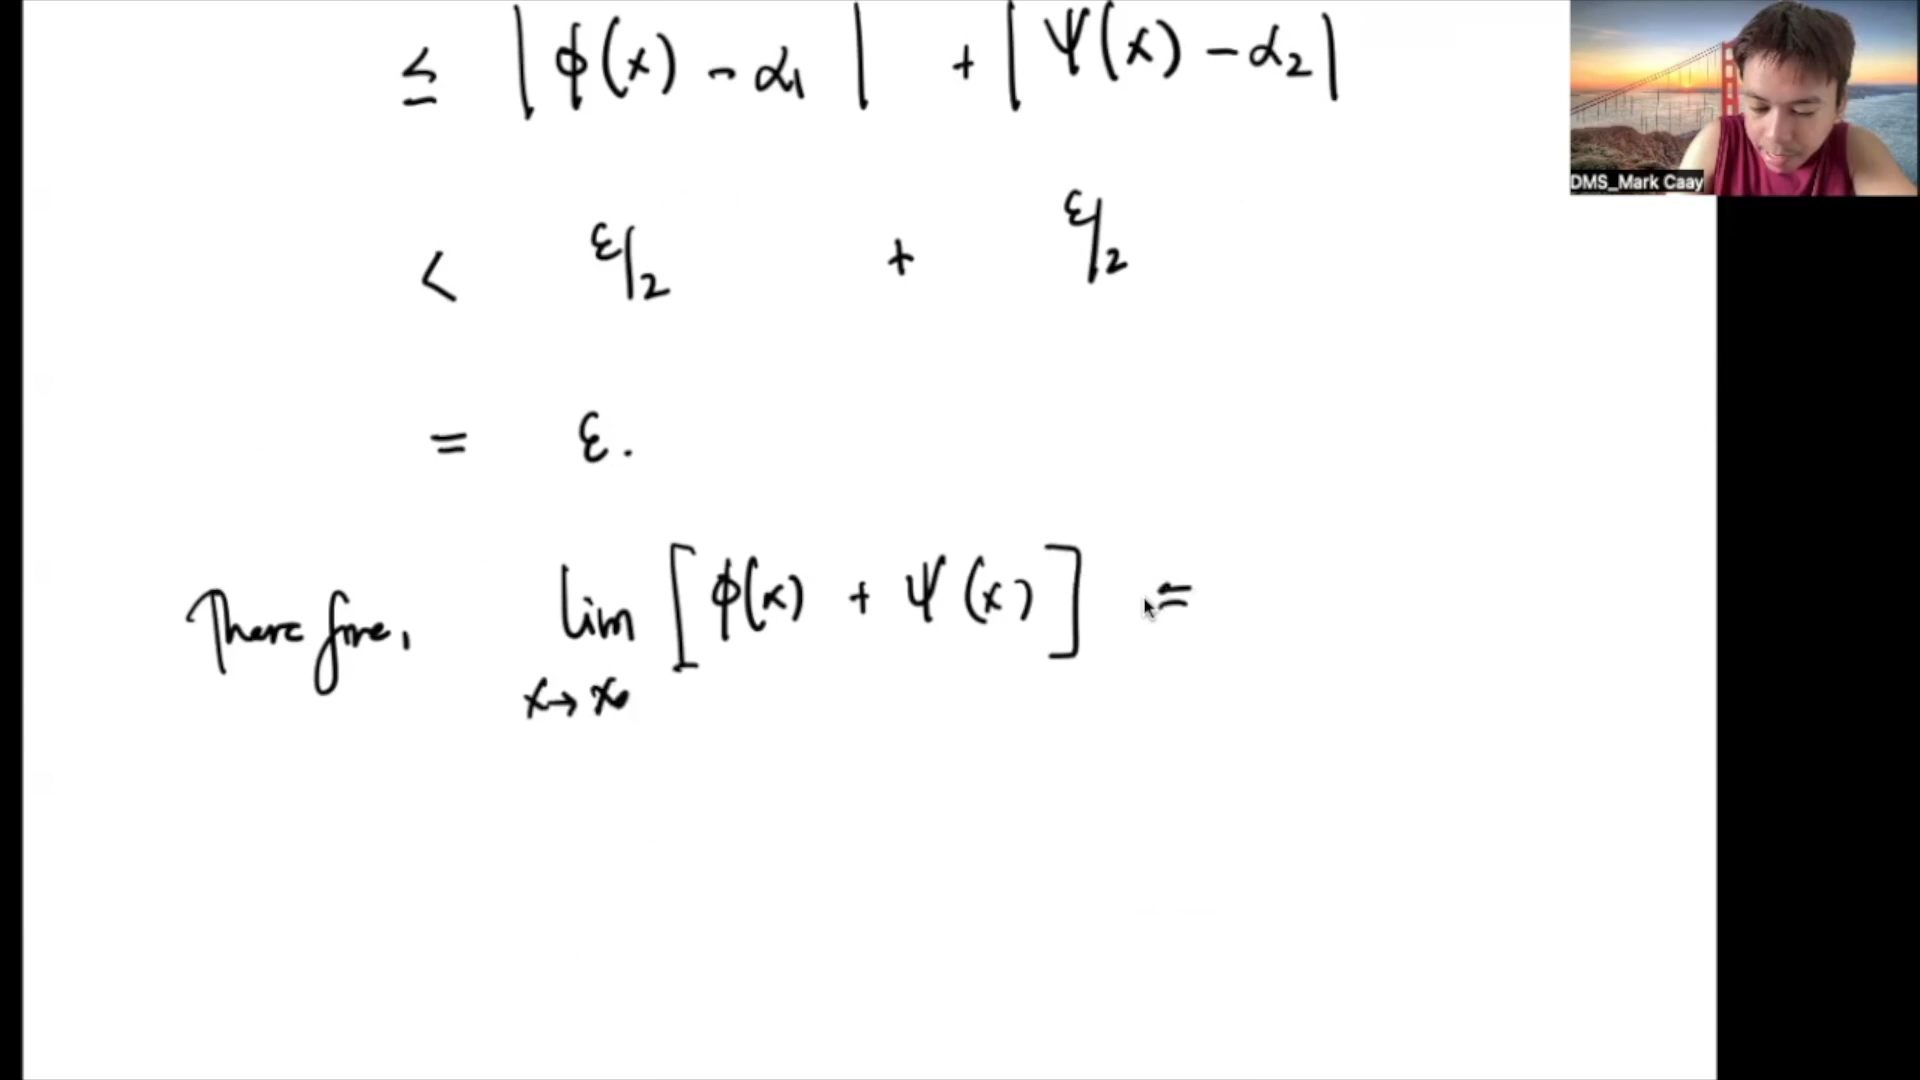 ≤ |ϕ(x) - α₁| + |Ψ(x) - α₂|
DMS_Mark Caay
< ε/2 + ε/2
= ε.
Therefore, lim [ϕ(x) + Ψ(x)] =
x→x₀